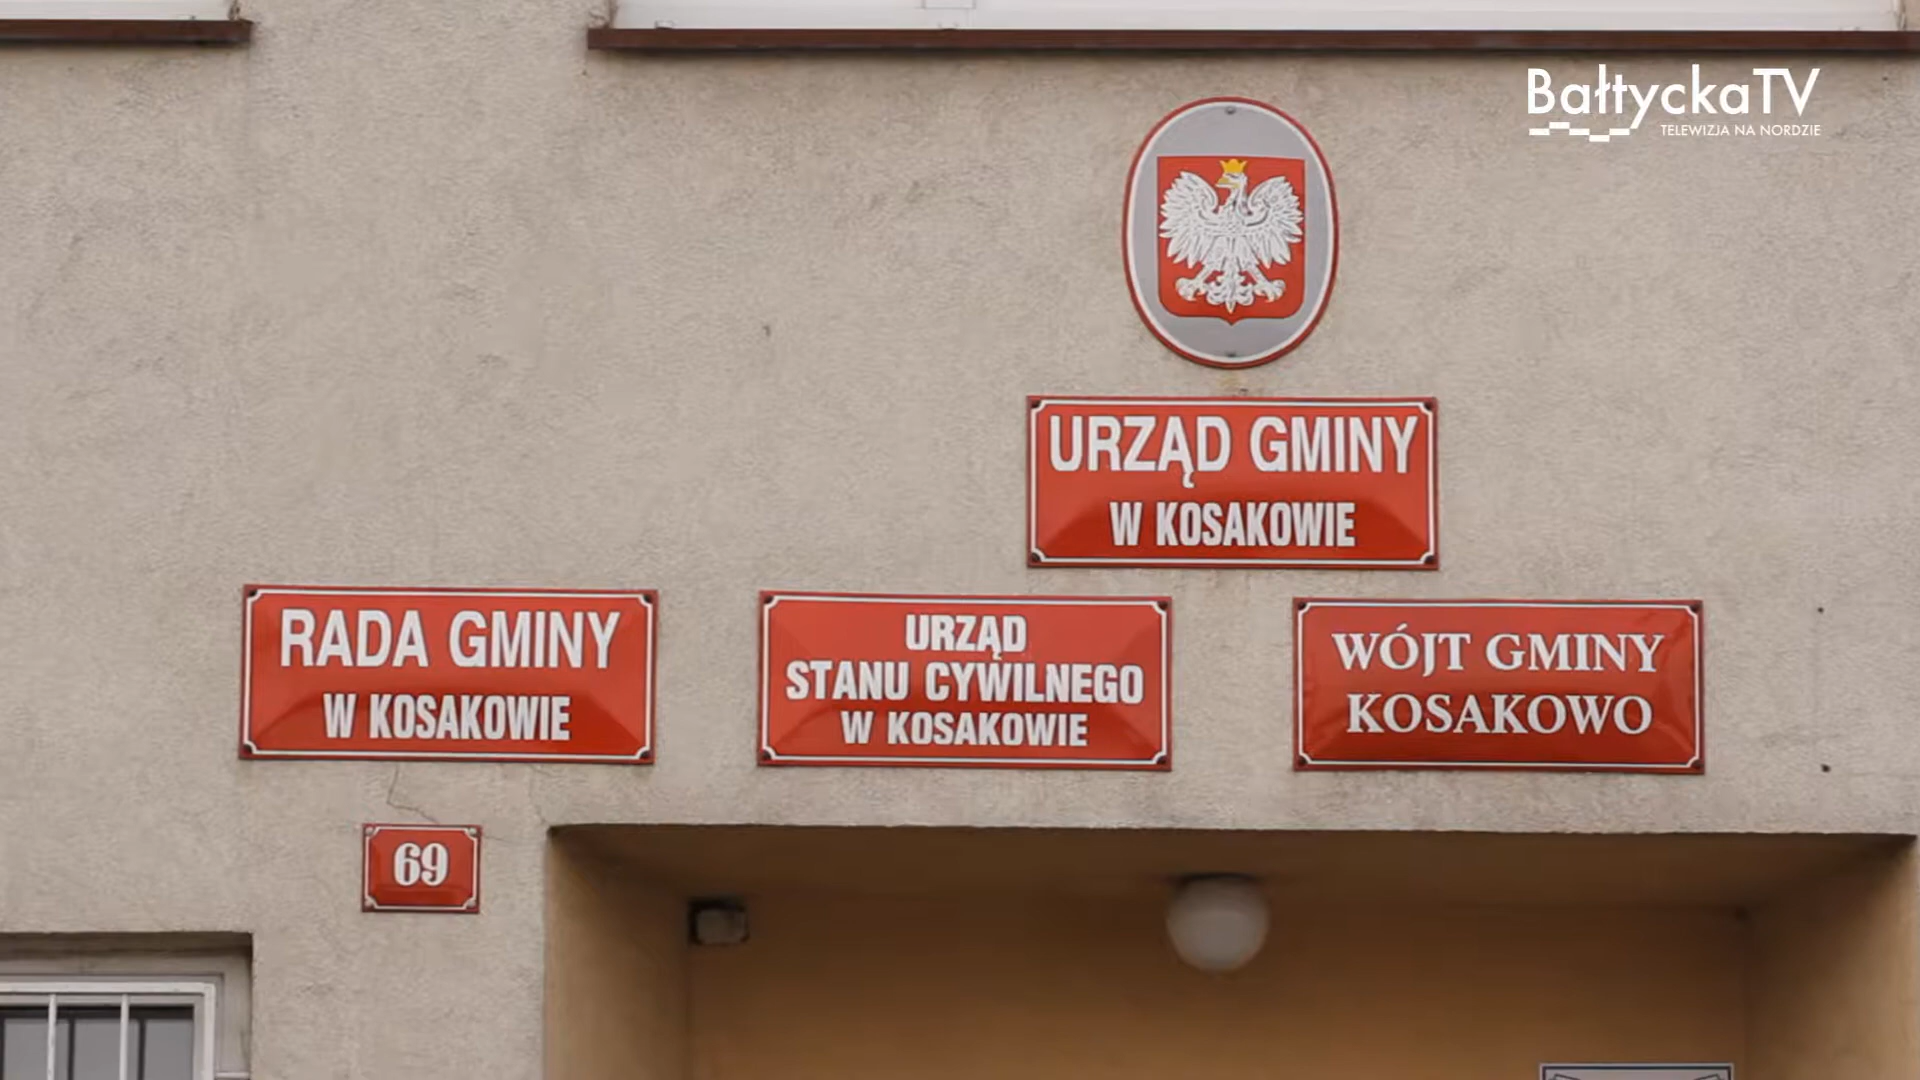 BałtyckaTV
TELEWIZJA NA NORDZIE
URZĄD GMINY
W KOSAKOWIE
RADA GMINY
W KOSAKOWIE
URZĄD
STANU CYWILNEGO
W KOSAKOWIE
WÓJT GMINY
KOSAKOWO
69